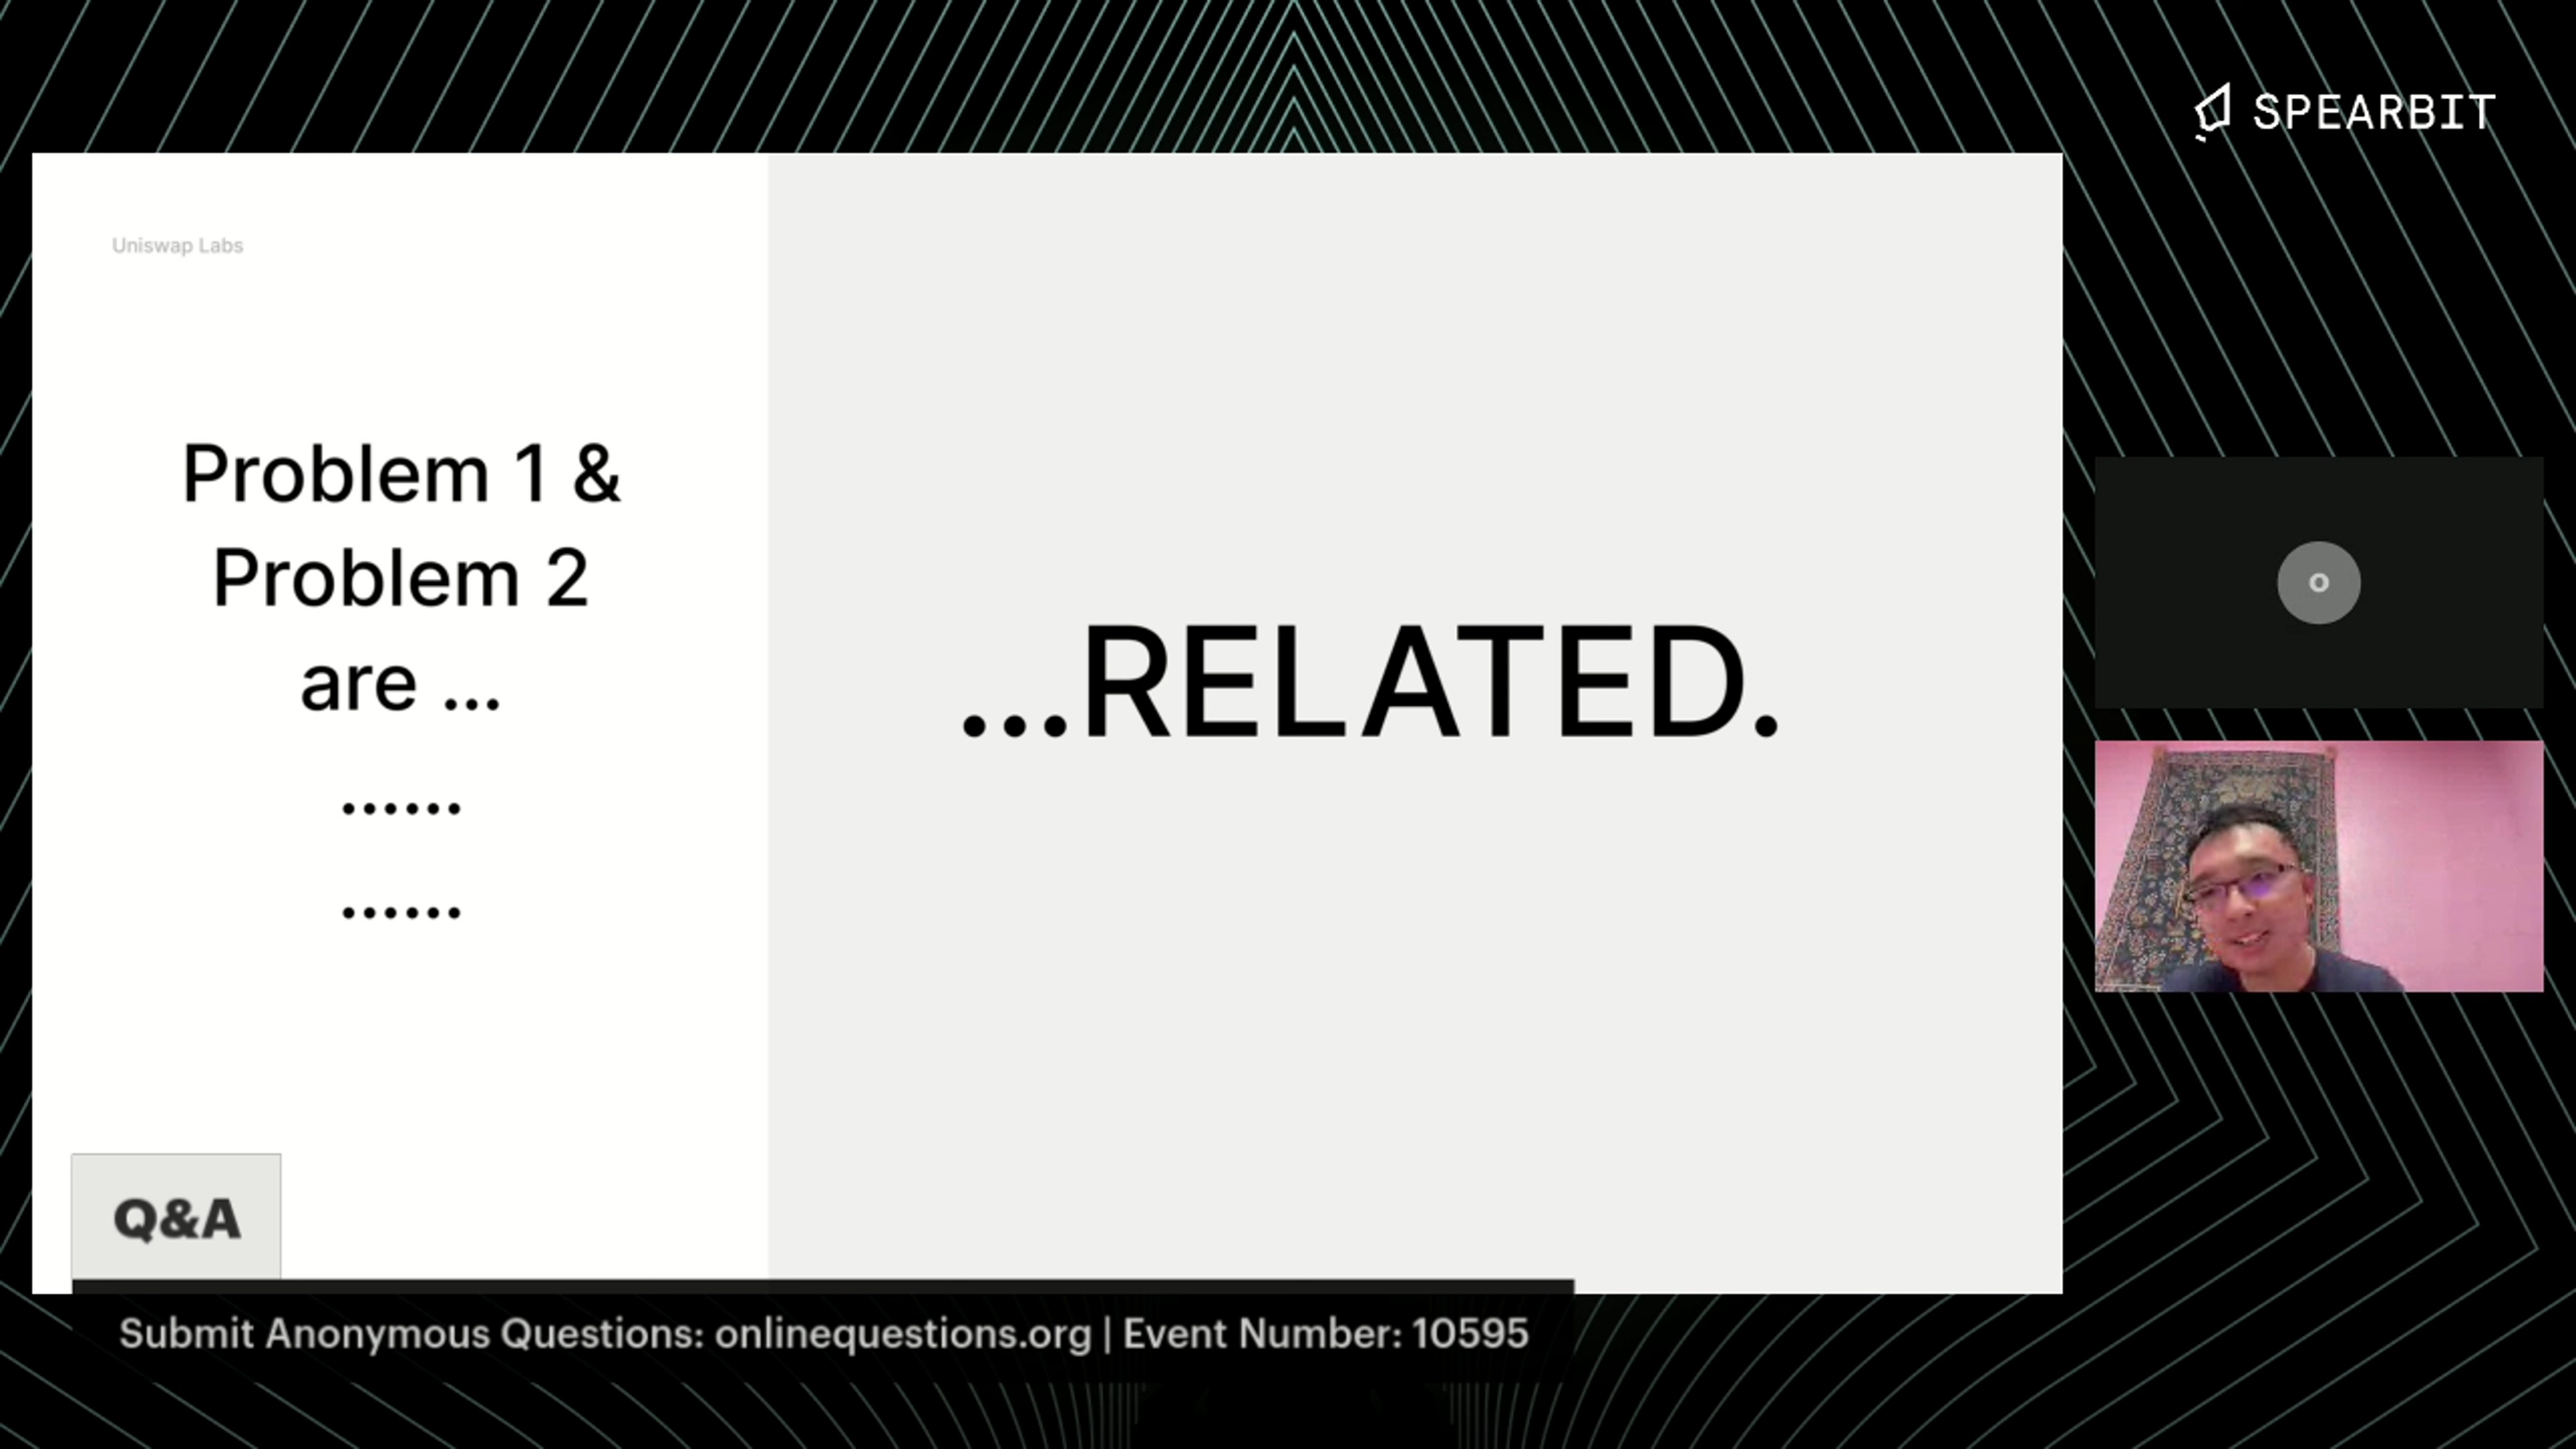 SPEARBIT
Uniswap Labs
Problem 1 &
Problem 2
are ...
......
......
...RELATED.
o
Q&A
Submit Anonymous Questions: onlinequestions.org | Event Number: 10595